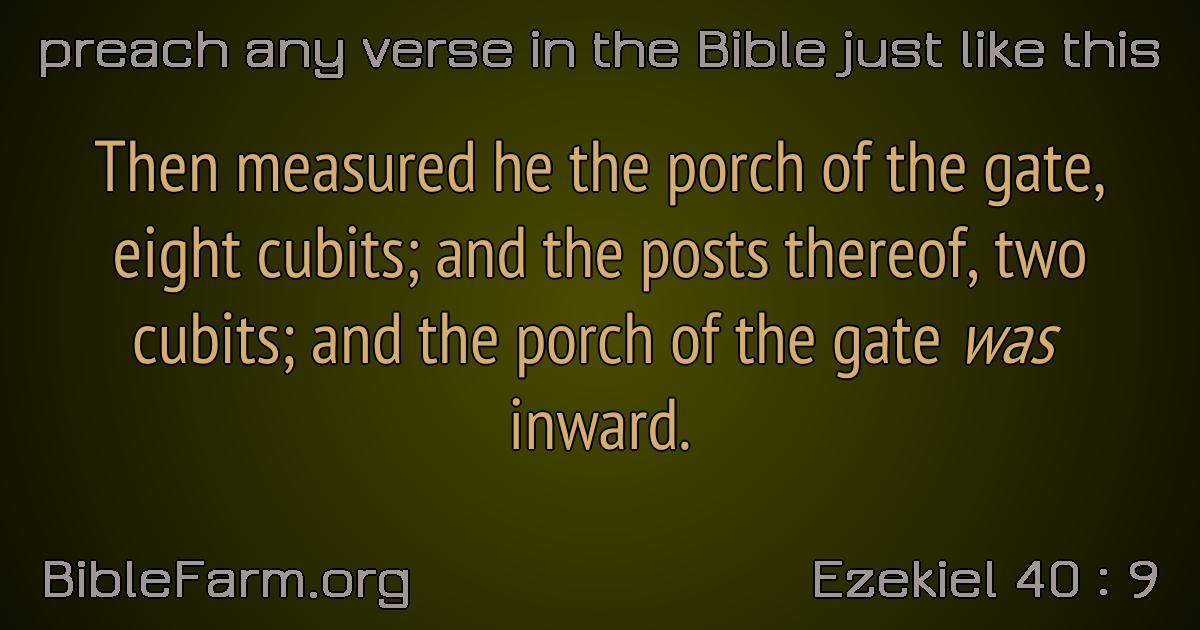 preach any verse in the Bible just like this
Then measured he the porch of the gate,
eight cubits; and the posts thereof, two
cubits; and the porch of the gate was
inward.
BibleFarm.org
Ezekiel 40 : 9